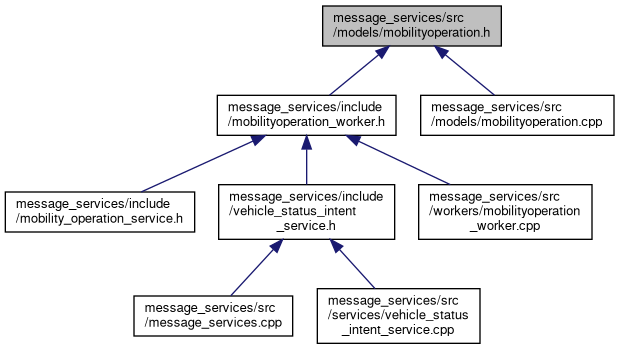 message_services/src
/models/mobilityoperation.h
message_services/include
/mobilityoperation_worker.h
message_services/src
/models/mobilityoperation.cpp
message_services/include
/mobility_operation_service.h
message_services/include
/vehicle_status_intent
_service.h
message_services/src
/workers/mobilityoperation
_worker.cpp
message_services/src
/message_services.cpp
message_services/src
/services/vehicle_status
_intent_service.cpp